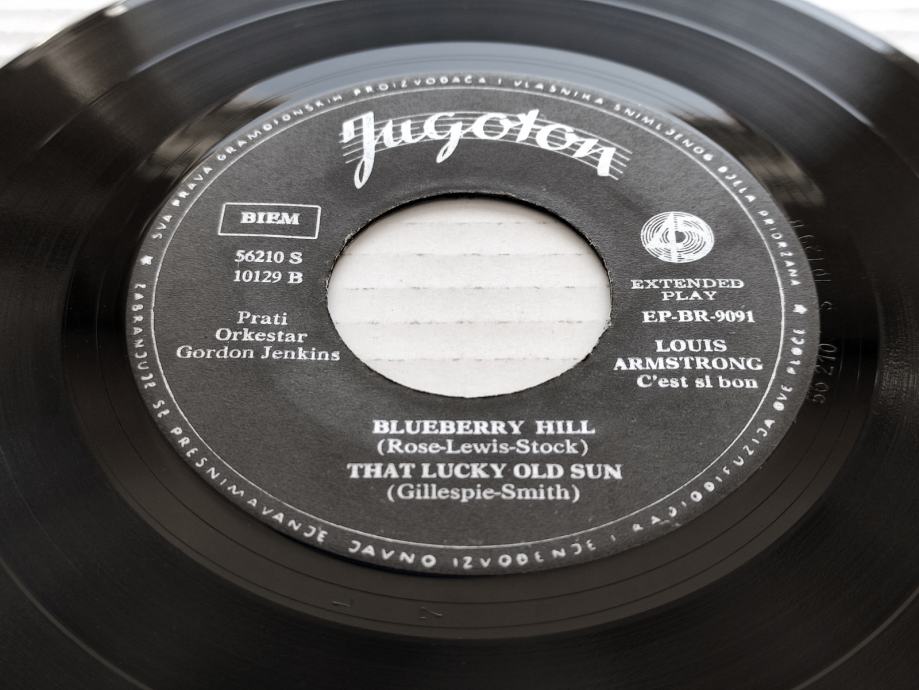 SVA PRAVA GRAMOFONSKIH PROIZVOĐAČA I VLASNIKA SNIMLJENOG DJELA PRIDRŽANA
Jugoton
BIEM
56210 S
10129 B
Prati
Orkestar
Gordon Jenkins
45
EXTENDED
PLAY
EP-BR-9091
LOUIS
ARMSTRONG
C'est si bon
BLUEBERRY HILL
(Rose-Lewis-Stock)
THAT LUCKY OLD SUN
(Gillespie-Smith)
ZABRANJUJE SE PRESNIMAVANJE JAVNO IZVOĐENJE I RADIODIFUZIJA OVE PLOČE